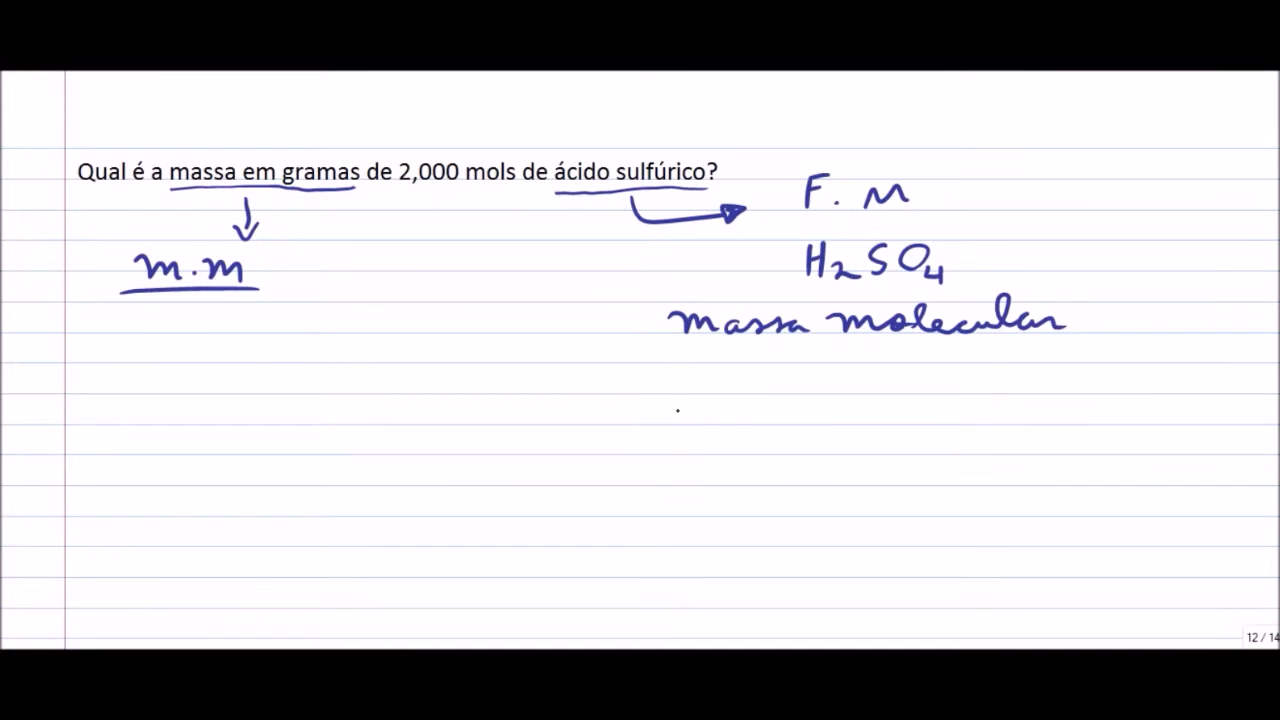 Qual é a massa em gramas de 2,000 mols de ácido sulfúrico?
F. M
m.m
H2SO4
massa molecular
12 / 14